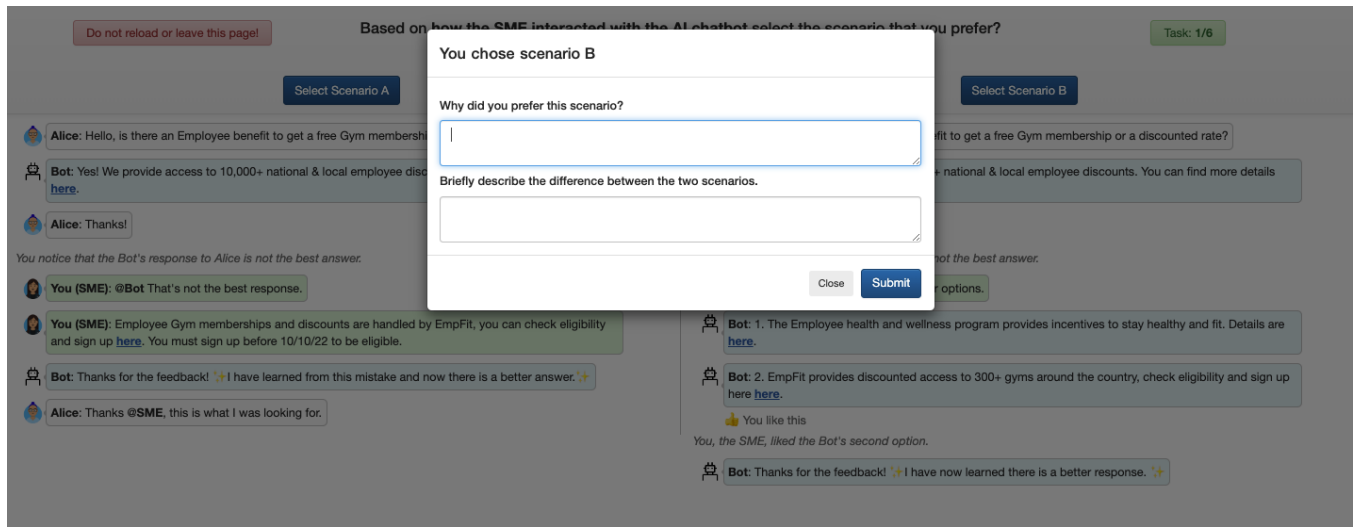 Do not reload or leave this page!
Based on how the SME interacted with the AI chatbot select the scenario that you prefer?
Task: 1/6
You chose scenario B
Select Scenario A
Select Scenario B
Why did you prefer this scenario?
Briefly describe the difference between the two scenarios.
Close
Submit
Alice: Hello, is there an Employee benefit to get a free Gym
Bot: Yes! We provide access to 10,000+ national & local employee
here.
Alice: Thanks!
You notice that the Bot's response to Alice is not the best answer.
You (SME): @Bot That's not the best response.
You (SME): Employee Gym memberships and discounts are handled by EmpFit, you can check eligibility
and sign up here. You must sign up before 10/10/22 to be eligible.
Bot: Thanks for the feedback! ✨I have learned from this mistake and now there is a better answer.✨
Alice: Thanks @SME, this is what I was looking for.
to get a free Gym membership or a discounted rate?
national & local employee discounts. You can find more details
not the best answer.
options.
Bot: 1. The Employee health and wellness program provides incentives to stay healthy and fit. Details are
here.
Bot: 2. EmpFit provides discounted access to 300+ gyms around the country, check eligibility and sign up
here here.
👍 You like this
You, the SME, liked the Bot's second option.
Bot: Thanks for the feedback! ✨I have now learned there is a better response. ✨